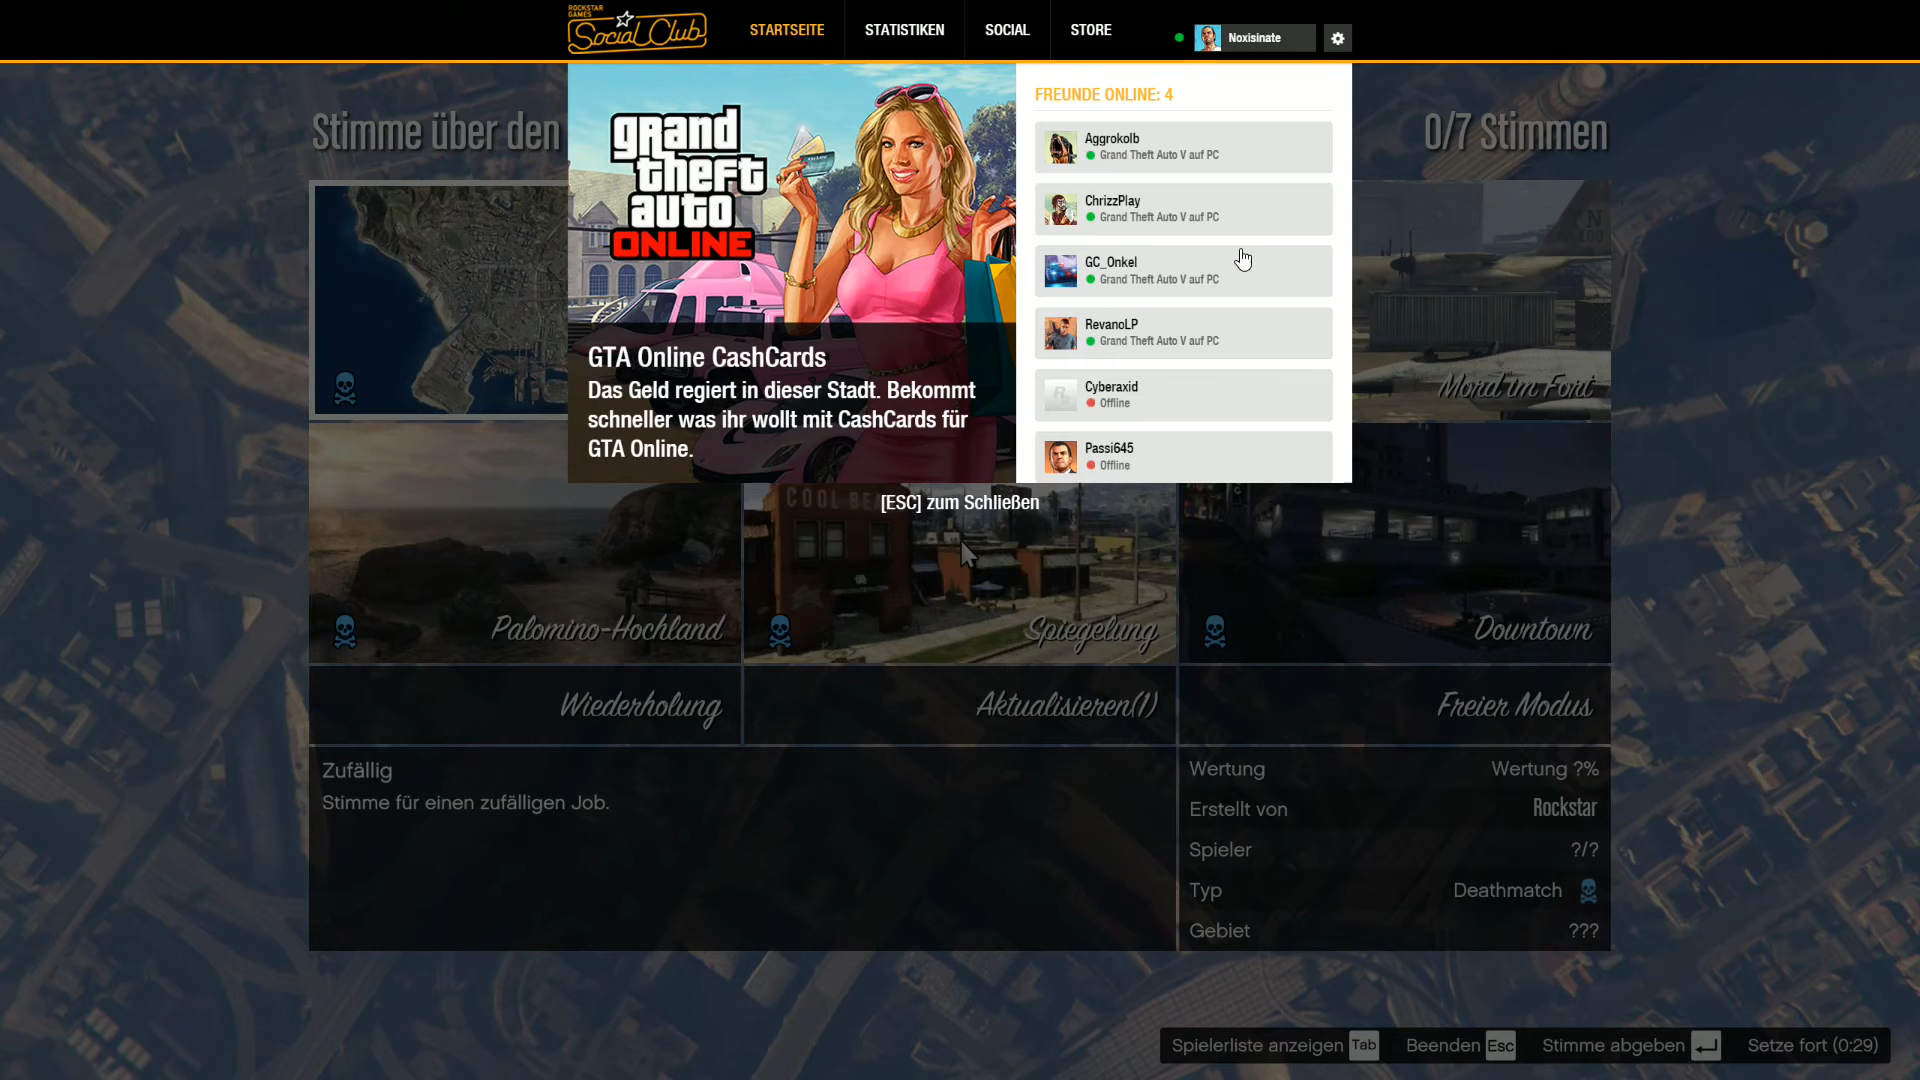 ROCKSTAR
GAMES
Social Club
STARTSEITE
STATISTIKEN
SOCIAL
STORE
Noxisinate
Stimme über den
0/7 Stimmen
grand
theft
auto
ONLINE
GTA Online CashCards
Das Geld regiert in dieser Stadt. Bekommt
schneller was ihr wollt mit CashCards für
GTA Online.
FREUNDE ONLINE: 4
Aggrokolb
Grand Theft Auto V auf PC
ChrizzPlay
Grand Theft Auto V auf PC
GC_Onkel
Grand Theft Auto V auf PC
RevanoLP
Grand Theft Auto V auf PC
Cyberaxid
Offline
Passi645
Offline
[ESC] zum Schließen
Mord im Fort
COOL BE
Palomino-Hochland
Spiegelung
Downtown
Wiederholung
Aktualisieren(1)
Freier Modus
Zufällig
Stimme für einen zufälligen Job.
Wertung
Wertung ?%
Erstellt von
Rockstar
Spieler
?/?
Typ
Deathmatch
Gebiet
???
Spielerliste anzeigen Tab
Beenden Esc
Stimme abgeben
Setze fort (0:29)